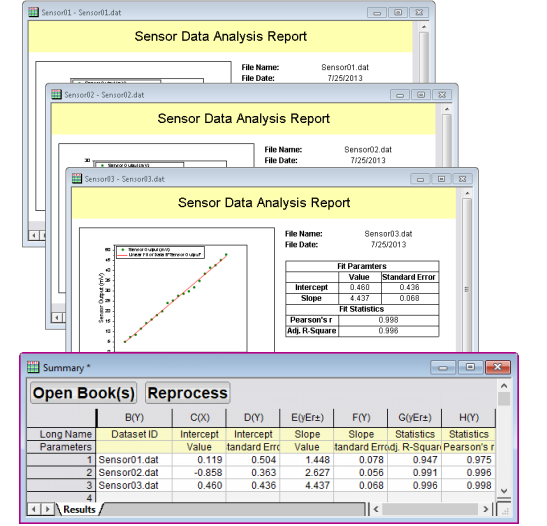 Sensor01 - Sensor01.dat
Sensor Data Analysis Report
File Name: Sensor01.dat
File Date: 7/25/2013
Sensor02 - Sensor02.dat
Sensor Data Analysis Report
File Name: Sensor02.dat
File Date: 7/25/2013
30
Sensor03 - Sensor03.dat
Sensor Data Analysis Report
File Name: Sensor03.dat
File Date: 7/25/2013
Sensor Output (mV)
Sensor Output (mV)
Fit Paramters
Value Standard Error
Intercept 0.460 0.436
Slope 4.437 0.068
Fit Statistics
Pearson's r 0.998
Adj. R-Square 0.996
Summary *
Open Book(s) Reprocess
B(Y) C(X) D(Y) E(yEr±) F(Y) G(yEr±) H(Y)
Long Name Dataset ID Intercept Intercept Slope Slope Statistics Statistics
Parameters Value tandard Erro Value tandard Erro dj. R-Squar Pearson's r
1 Sensor01.dat 0.119 0.504 1.448 0.078 0.947 0.975
2 Sensor02.dat -0.858 0.363 2.627 0.056 0.991 0.996
3 Sensor03.dat 0.460 0.436 4.437 0.068 0.996 0.998
4
Results